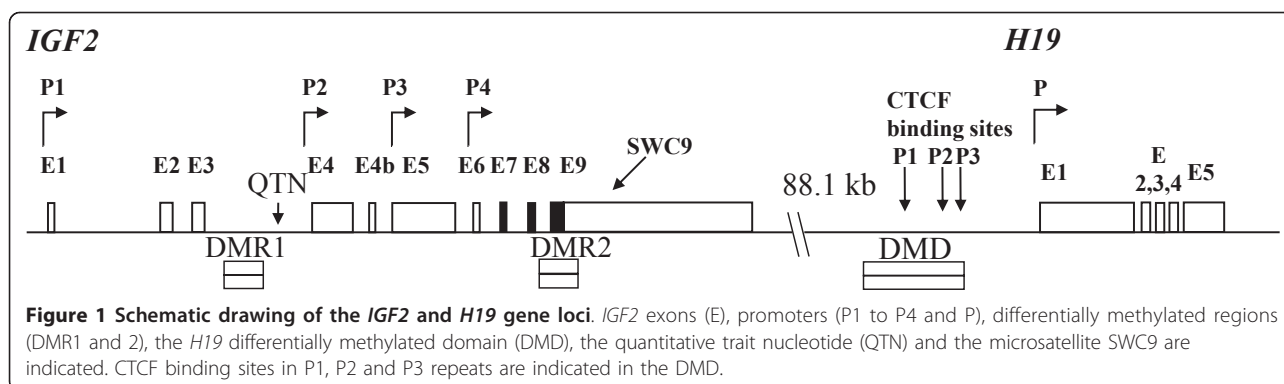 IGF2 H19
P1 P2 P3 P4 CTCF P
binding sites
E1 E2 E3 QTN E4 E4b E5 E6 E7 E8 E9 SWC9 88.1 kb P1 P2 P3 E1 E 2,3,4 E5
DMR1 DMR2 DMD
Figure 1 Schematic drawing of the IGF2 and H19 gene loci. IGF2 exons (E), promoters (P1 to P4 and P), differentially methylated regions
(DMR1 and 2), the H19 differentially methylated domain (DMD), the quantitative trait nucleotide (QTN) and the microsatellite SWC9 are
indicated. CTCF binding sites in P1, P2 and P3 repeats are indicated in the DMD.